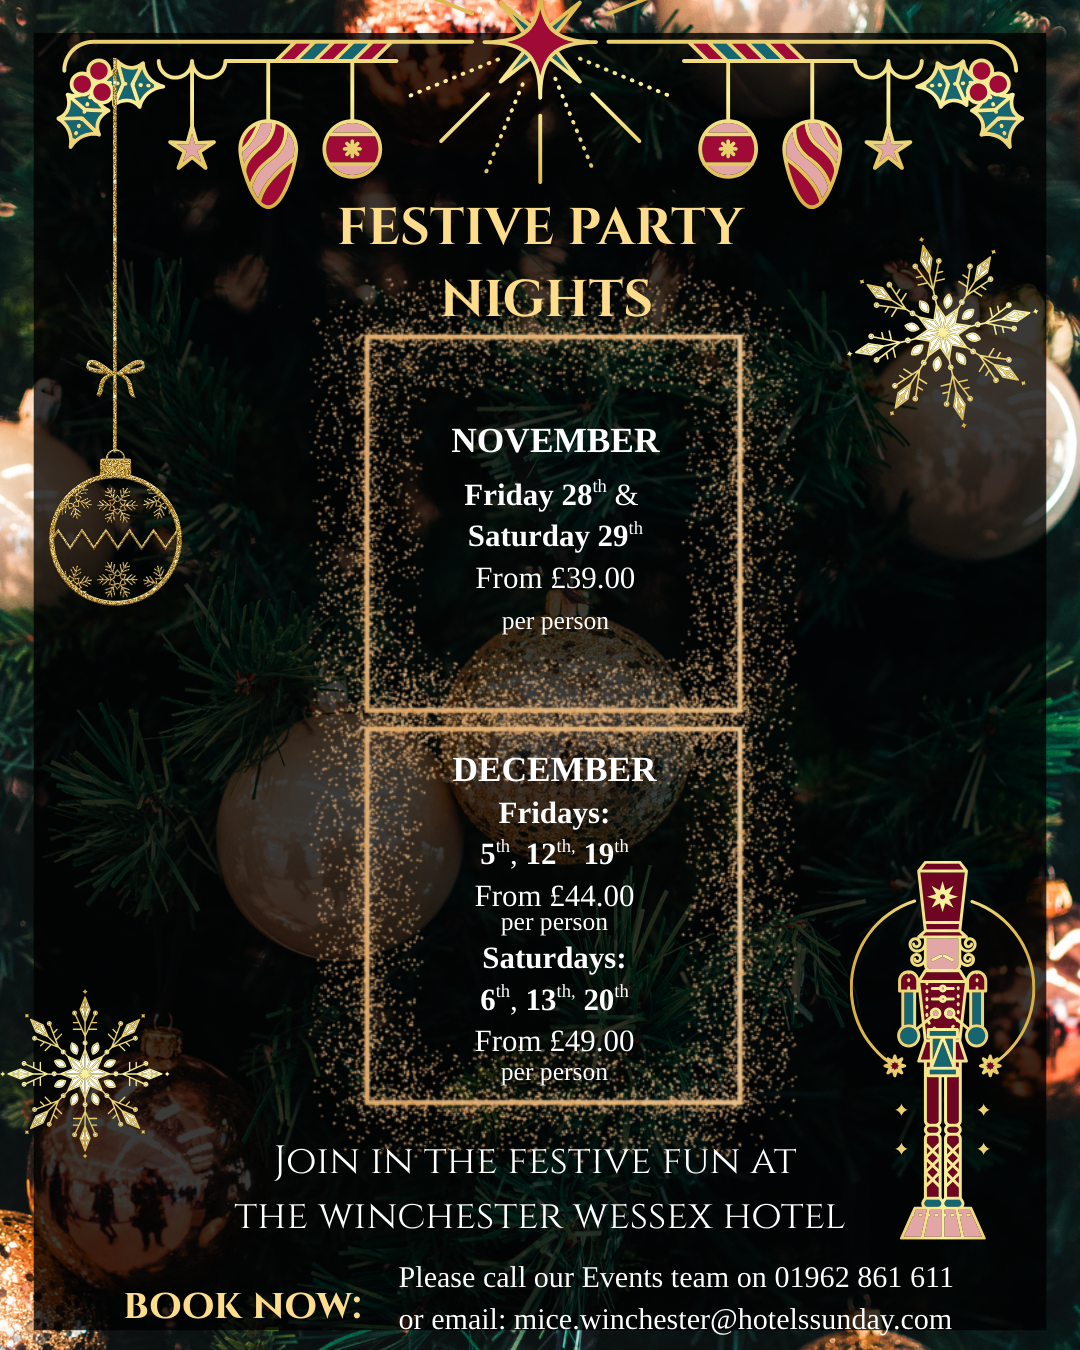 FESTIVE PARTY
NIGHTS
NOVEMBER
Friday 28th &
Saturday 29th
From £39.00
per person
DECEMBER
Fridays:
5th, 12th, 19th
From £44.00
per person
Saturdays:
6th, 13th, 20th
From £49.00
per person
JOIN IN THE FESTIVE FUN AT
THE WINCHESTER WESSEX HOTEL
BOOK NOW:
Please call our Events team on 01962 861 611
or email: mice.winchester@hotelssunday.com